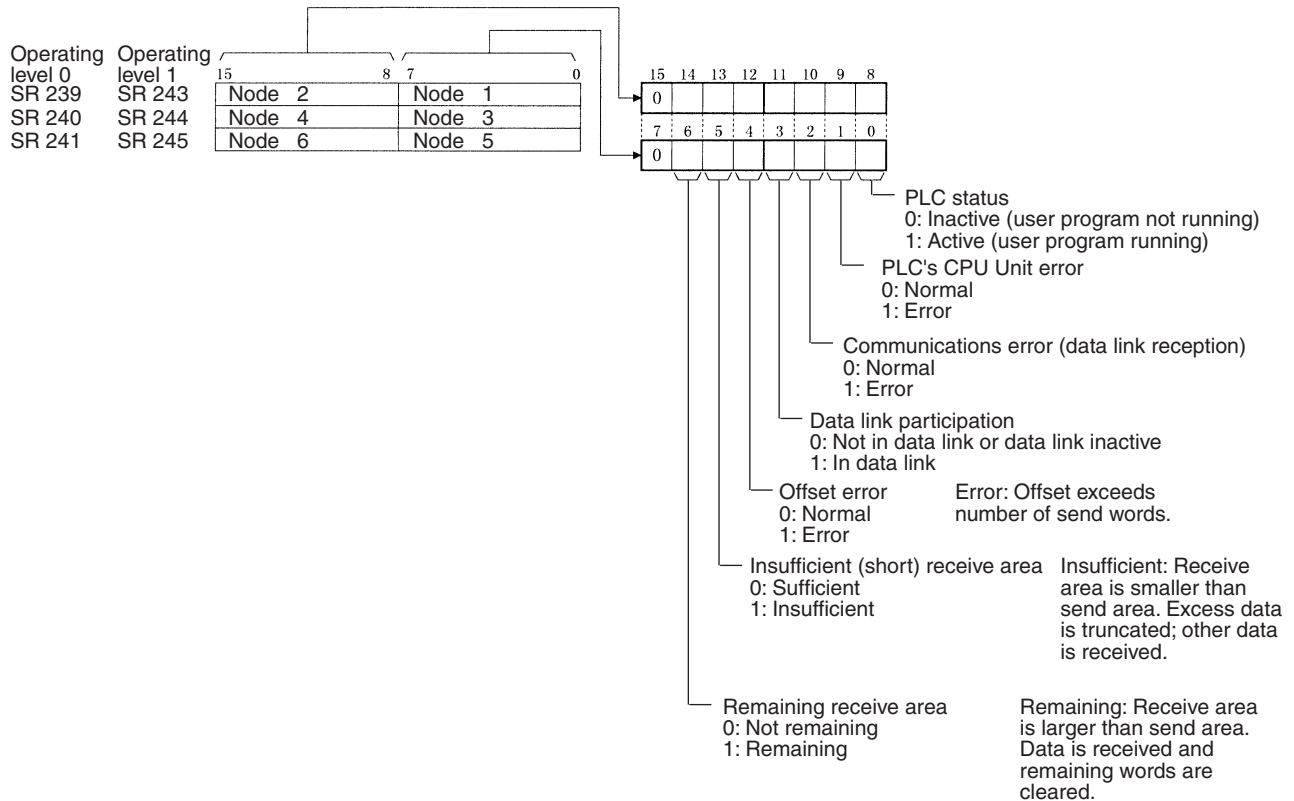 Operating Operating
level 0 level 1 15 8 7 0
SR 239 SR 243 Node 2 Node 1
SR 240 SR 244 Node 4 Node 3
SR 241 SR 245 Node 6 Node 5
15 14 13 12 11 10 9 8
0
7 6 5 4 3 2 1 0
0
PLC status
0: Inactive (user program not running)
1: Active (user program running)
PLC's CPU Unit error
0: Normal
1: Error
Communications error (data link reception)
0: Normal
1: Error
Data link participation
0: Not in data link or data link inactive
1: In data link
Offset error
0: Normal
1: Error
Error: Offset exceeds
number of send words.
Insufficient (short) receive area
0: Sufficient
1: Insufficient
Insufficient: Receive
area is smaller than
send area. Excess data
is truncated; other data
is received.
Remaining receive area
0: Not remaining
1: Remaining
Remaining: Receive area
is larger than send area.
Data is received and
remaining words are
cleared.